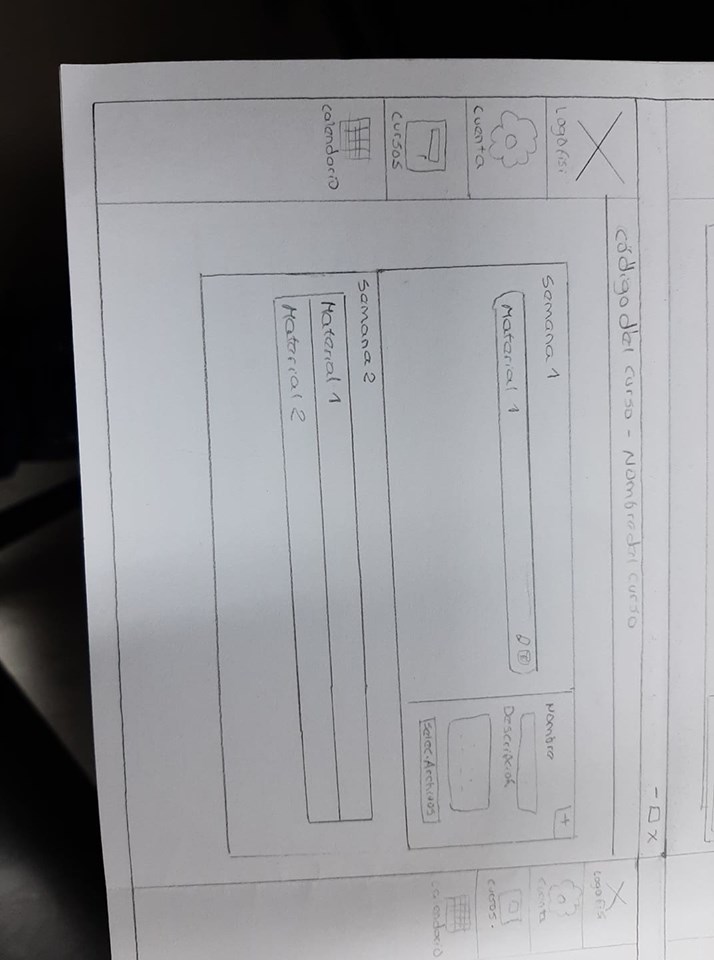 código del curso - Nombre del curso
Logo fisi
cuenta
cursos
calendario
Semana 1
Material 1
Nombre
Descripción
Selec. Archivos
Semana 2
Material 1
Material 2
Logo fisi
cuenta
cursos.
calendario